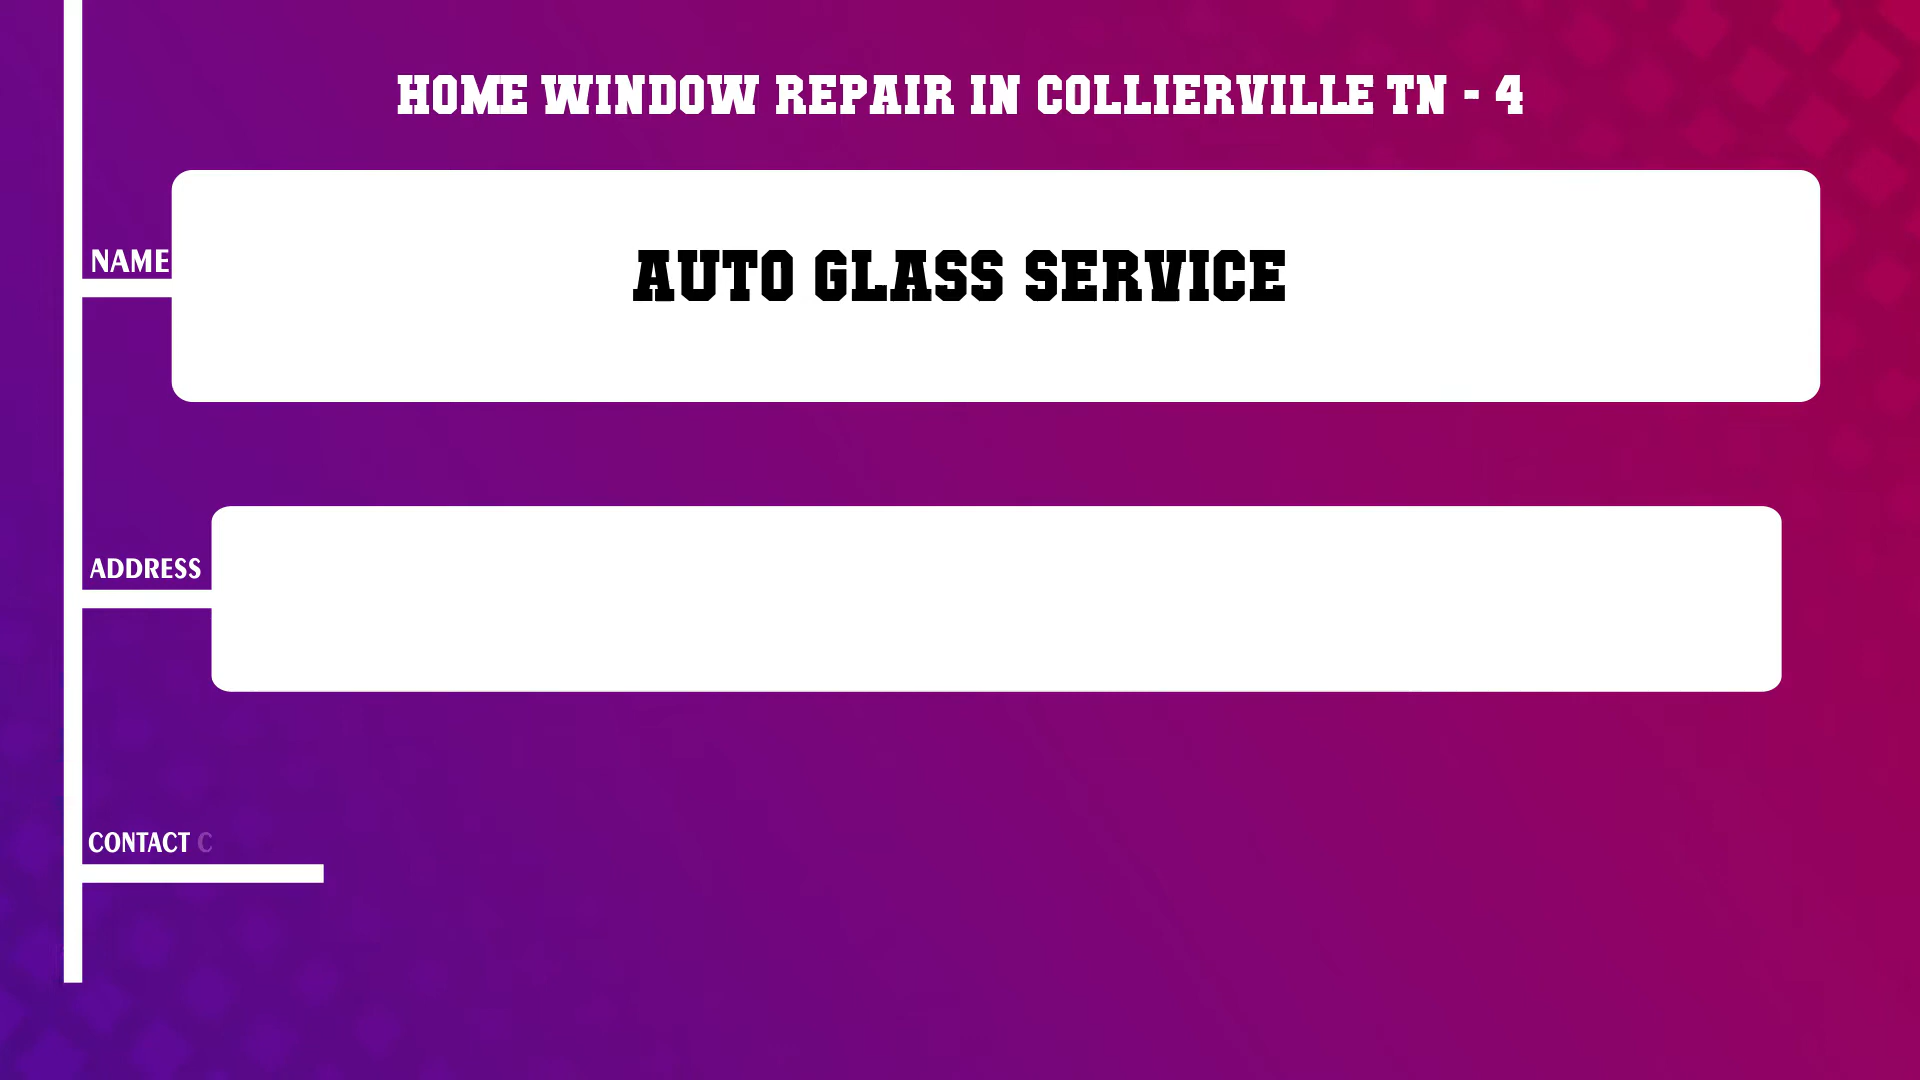 HOME WINDOW REPAIR IN COLLIERVILLE TN - 4
NAME
AUTO GLASS SERVICE
ADDRESS
CONTACT C